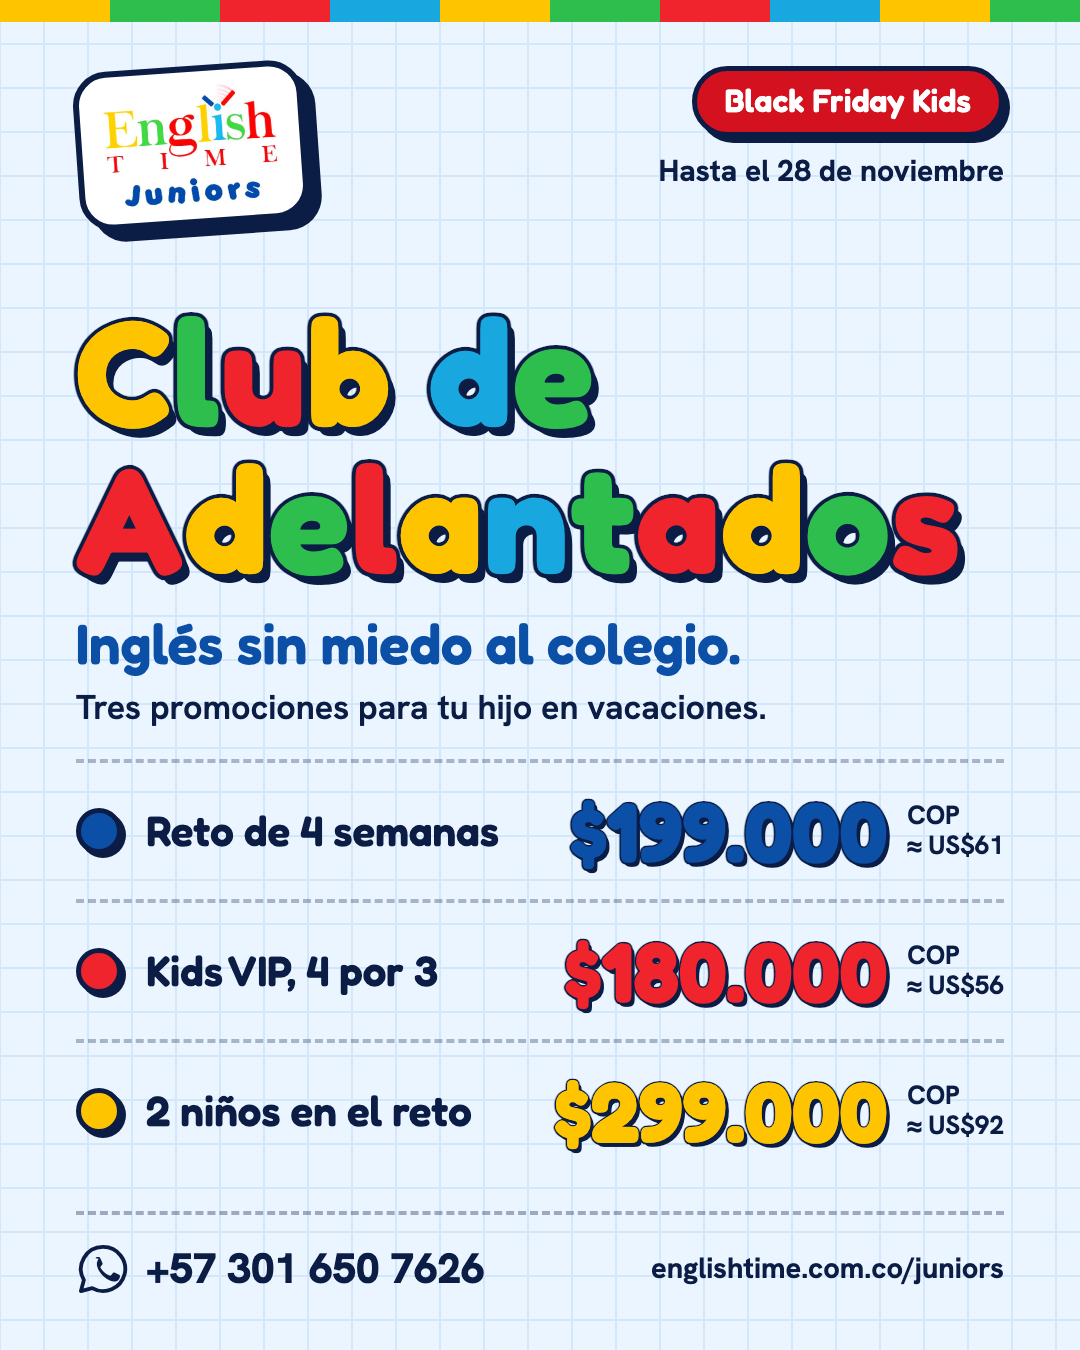 English
TIME
Juniors
Black Friday Kids
Hasta el 28 de noviembre
Club de
Adelantados
Inglés sin miedo al colegio.
Tres promociones para tu hijo en vacaciones.
Reto de 4 semanas
$199.000
COP
≈ US$61
Kids VIP, 4 por 3
$180.000
COP
≈ US$56
2 niños en el reto
$299.000
COP
≈ US$92
+57 301 650 7626
englishtime.com.co/juniors